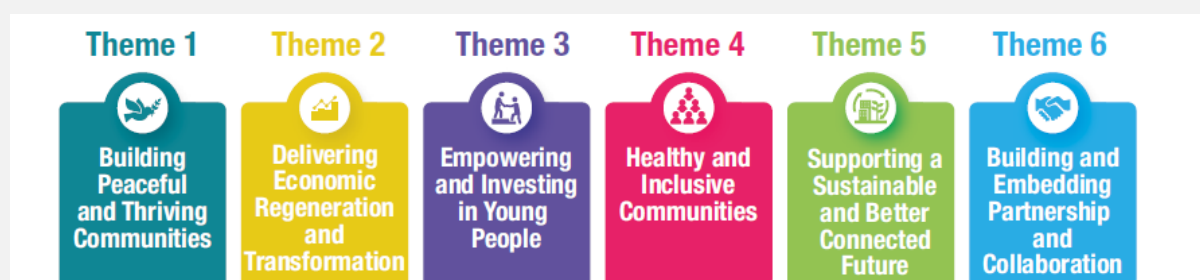 Theme 1
Building
Peaceful
and Thriving
Communities
Theme 2
Delivering
Economic
Regeneration
and
Transformation
Theme 3
Empowering
and Investing
in Young
People
Theme 4
Healthy and
Inclusive
Communities
Theme 5
Supporting a
Sustainable
and Better
Connected
Future
Theme 6
Building and
Embedding
Partnership
and
Collaboration